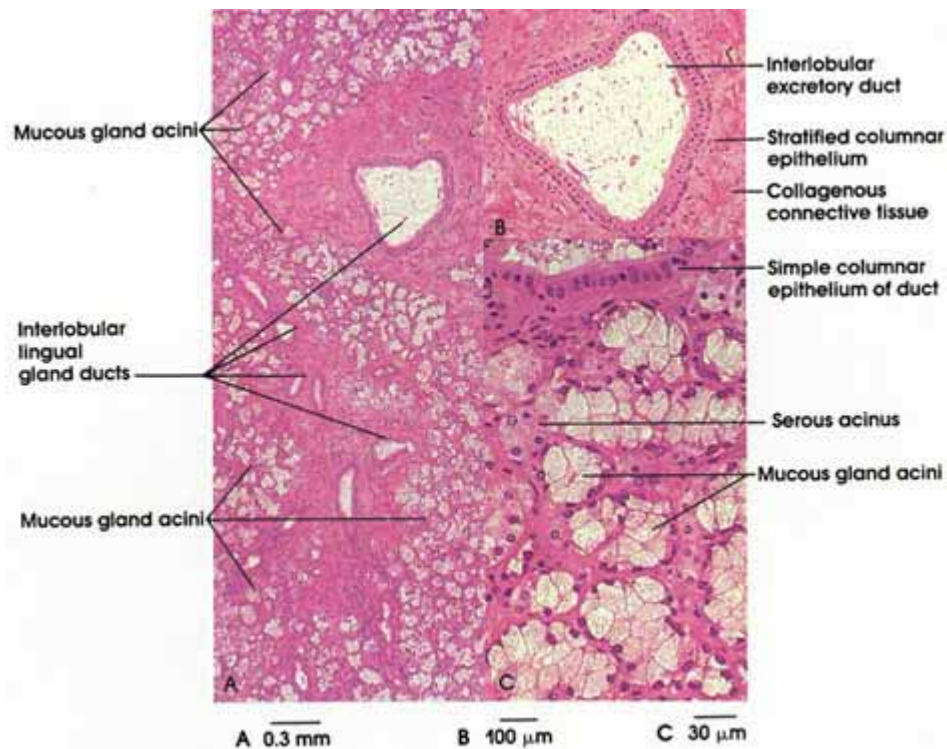 Mucous gland acini
Interlobular
lingual
gland ducts
Mucous gland acini
A
Interlobular
excretory duct
Stratified columnar
epithelium
Collagenous
connective tissue
B
C
Simple columnar
epithelium of duct
Serous acinus
Mucous gland acini
A 0.3 mm
B 100 μm
C 30 μm